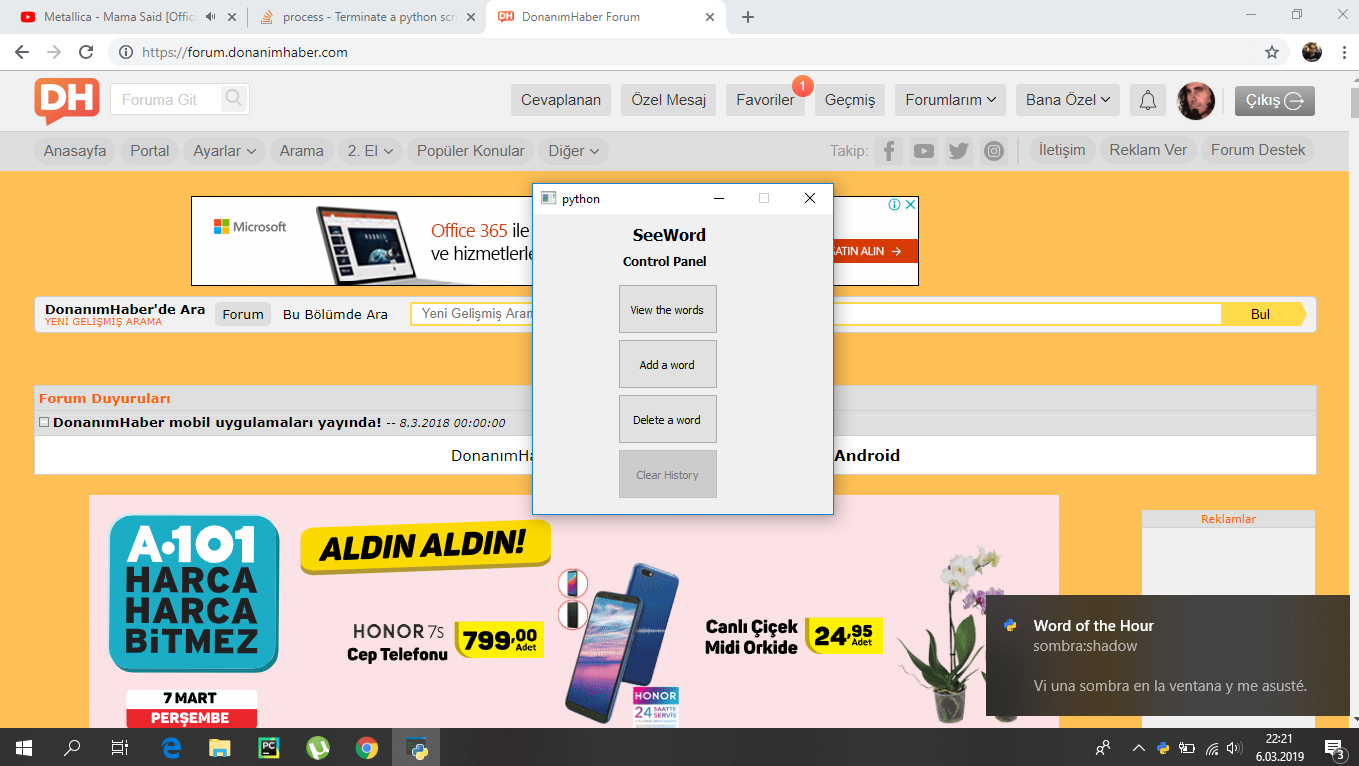 Metallica - Mama Said [Offic
process - Terminate a python scr
DonanımHaber Forum
https://forum.donanimhaber.com
DH
Foruma Git
Cevaplanan
Özel Mesaj
Favoriler
1
Geçmiş
Forumlarım
Bana Özel
Çıkış
Anasayfa
Portal
Ayarlar
Arama
2. El
Popüler Konular
Diğer
Takip:
İletişim
Reklam Ver
Forum Destek
Microsoft
Office 365 ile
ve hizmetlerle
SATIN ALIN
python
SeeWord
Control Panel
View the words
Add a word
Delete a word
Clear History
DonanımHaber'de Ara
YENİ GELİŞMİŞ ARAMA
Forum
Bu Bölümde Ara
Yeni Gelişmiş Aram
Bul
Forum Duyuruları
DonanımHaber mobil uygulamaları yayında! -- 8.3.2018 00:00:00
DonanımHa
Android
A101
HARCA
HARCA
BİTMEZ
7 MART
PERŞEMBE
ALDIN ALDIN!
HONOR 7s
Cep Telefonu
799,00
Adet
HONOR
24 SAATTE
SERVİS
Canlı Çiçek
Midi Orkide
24,95
Adet
Reklamlar
Word of the Hour
sombra:shadow
Vi una sombra en la ventana y me asusté.
PC
22:21
6.03.2019
3